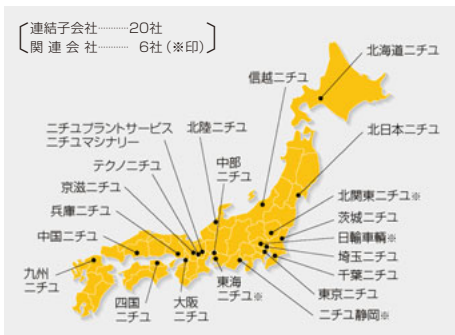 連結子会社………20社
関連会社………6社(※印)
北海道ニチユ
信越ニチユ
ニチユプラントサービス
ニチユマシナリー
北陸ニチユ
北日本ニチユ
テクノニチユ
中部
ニチユ
京滋ニチユ
北関東ニチユ※
兵庫ニチユ
茨城ニチユ
中国ニチユ
日輸車輌※
埼玉ニチユ
九州
ニチユ
千葉ニチユ
東海
ニチユ※
東京ニチユ
四国
ニチユ
大阪
ニチユ
ニチユ静岡※